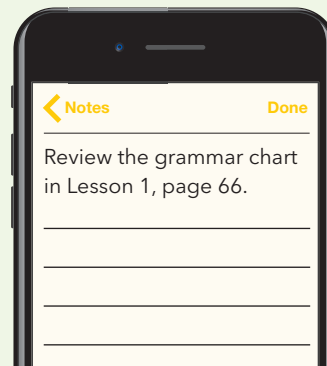 Notes Done
Review the grammar chart
in Lesson 1, page 66.